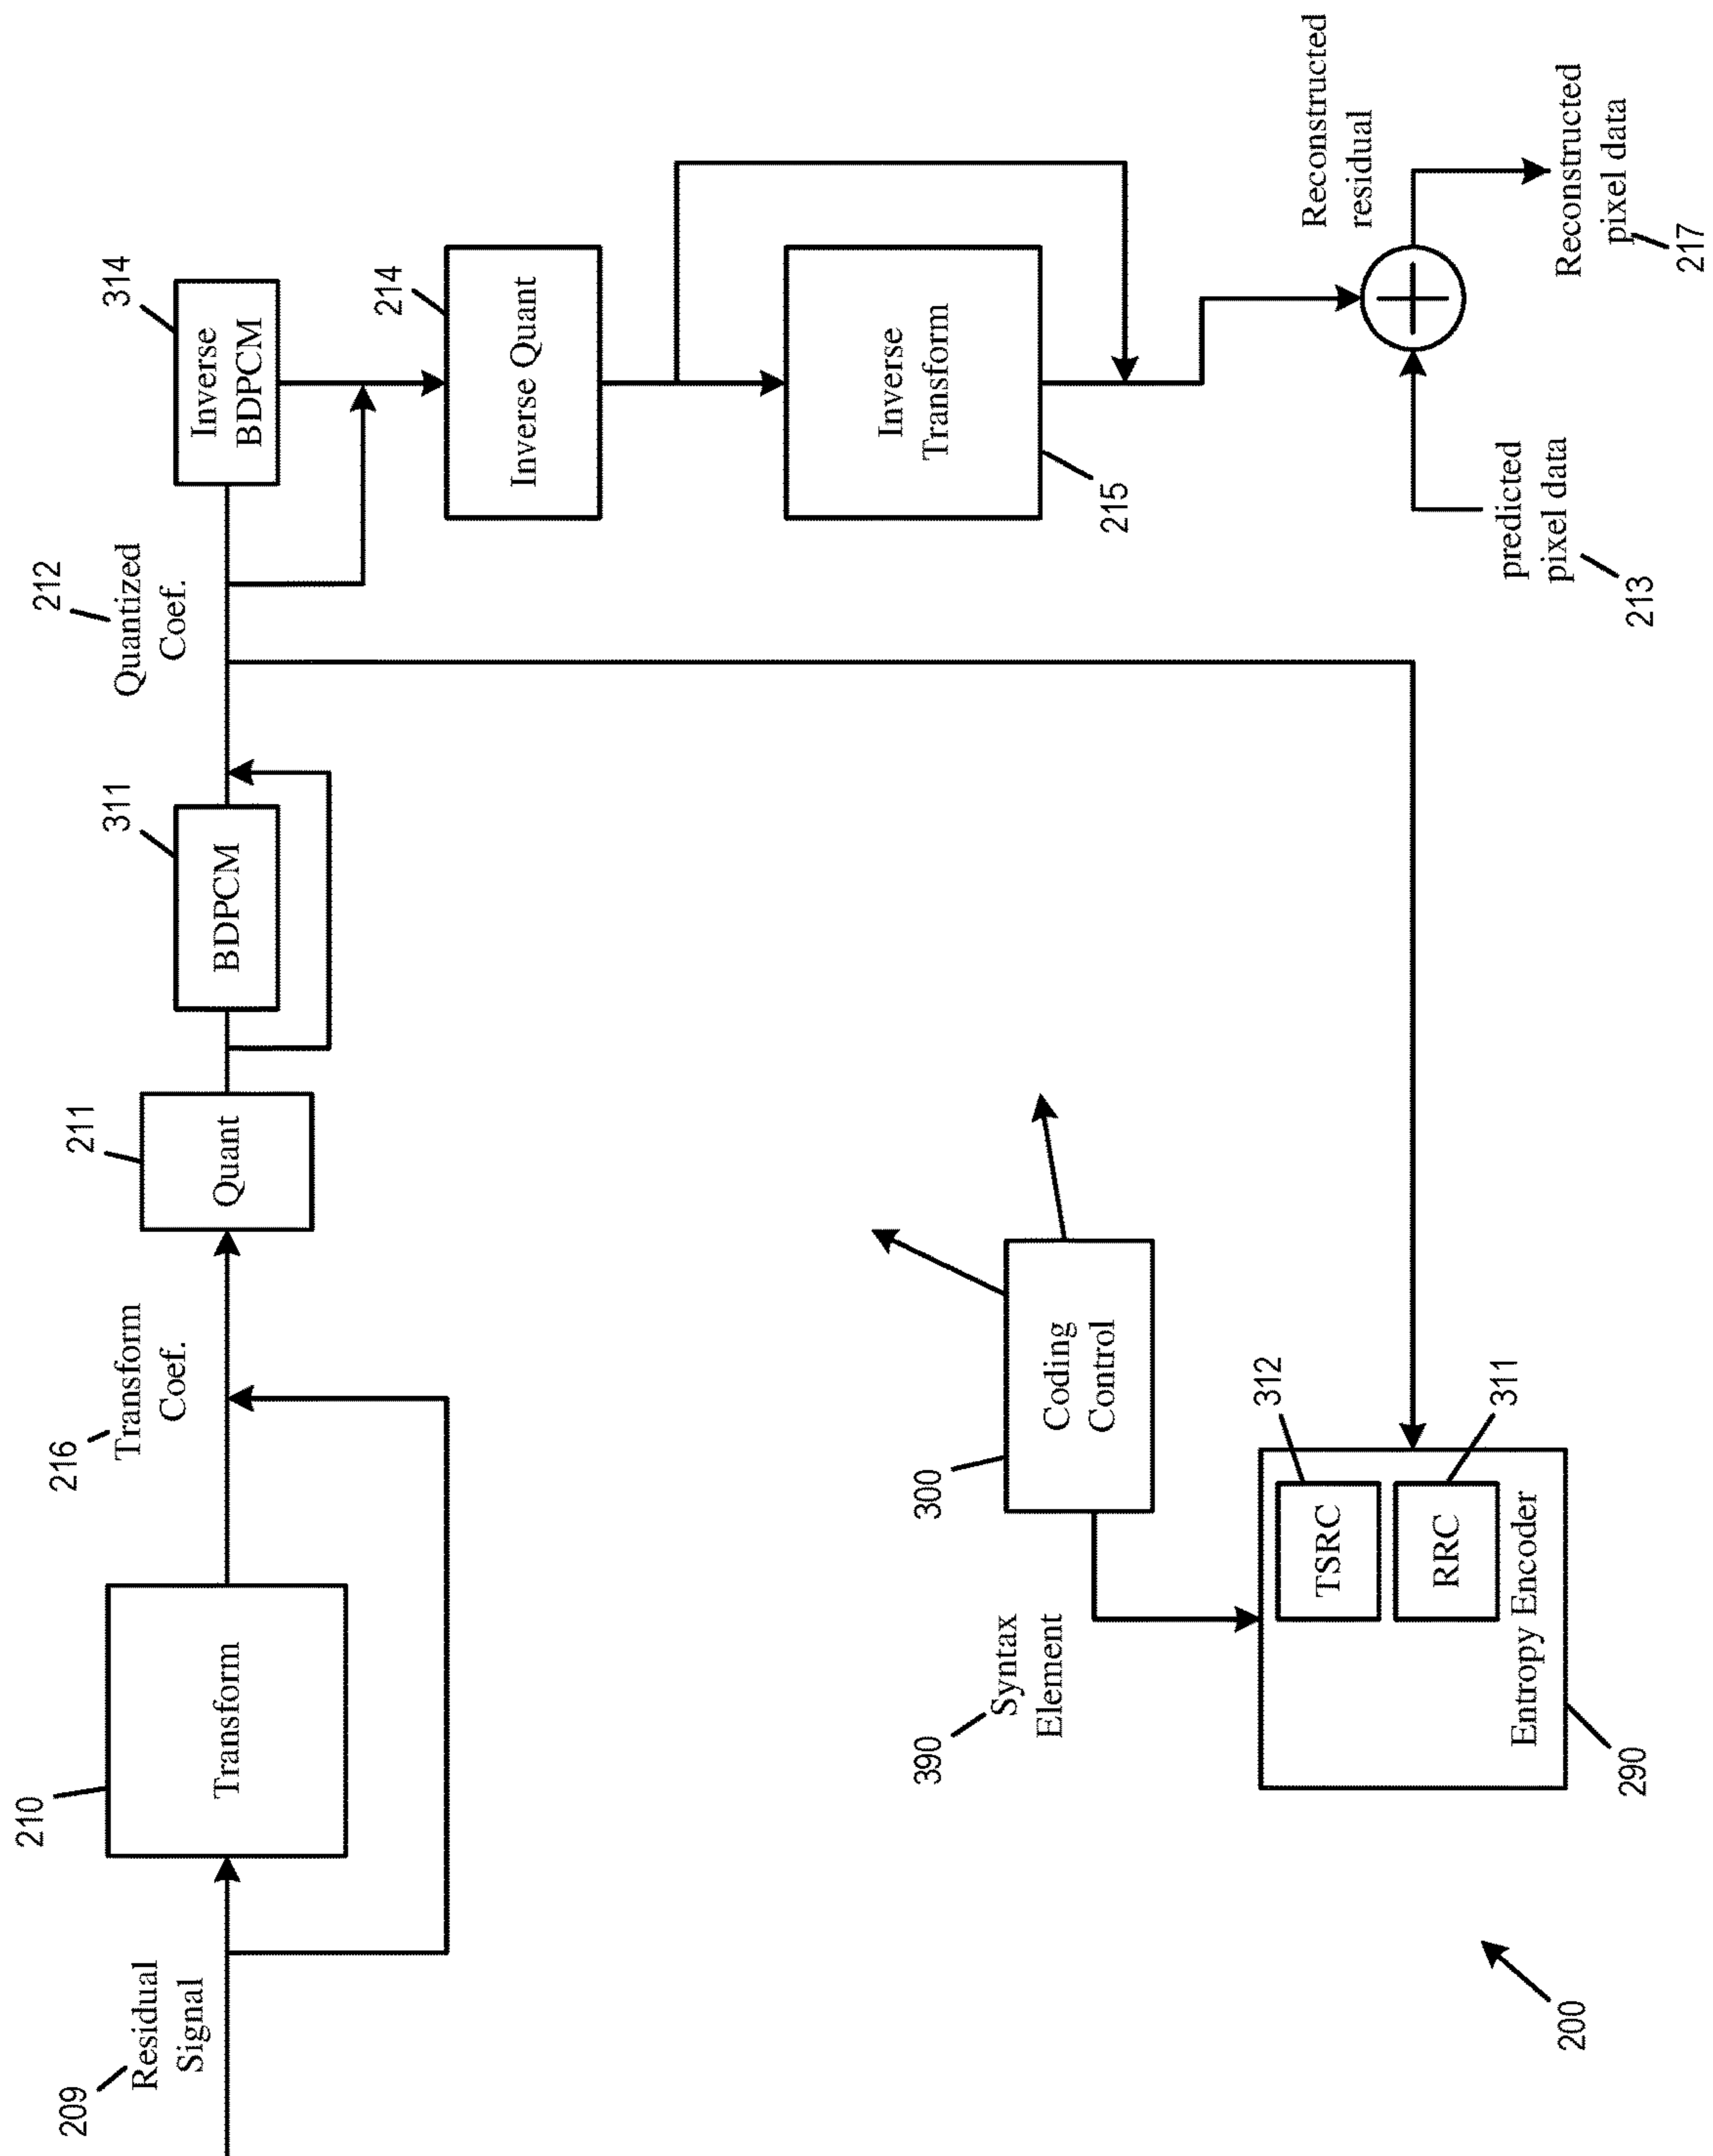 209
Residual
Signal
210
Transform
216
Transform
Coef.
211
Quant
311
BDPCM
212
Quantized
Coef.
314
Inverse
BDPCM
214
Inverse Quant
Inverse
Transform
215
Reconstructed
residual
predicted
pixel data
213
Reconstructed
pixel data
217
300
Coding
Control
390
Syntax
Element
312
TSRC
311
RRC
Entropy Encoder
290
200